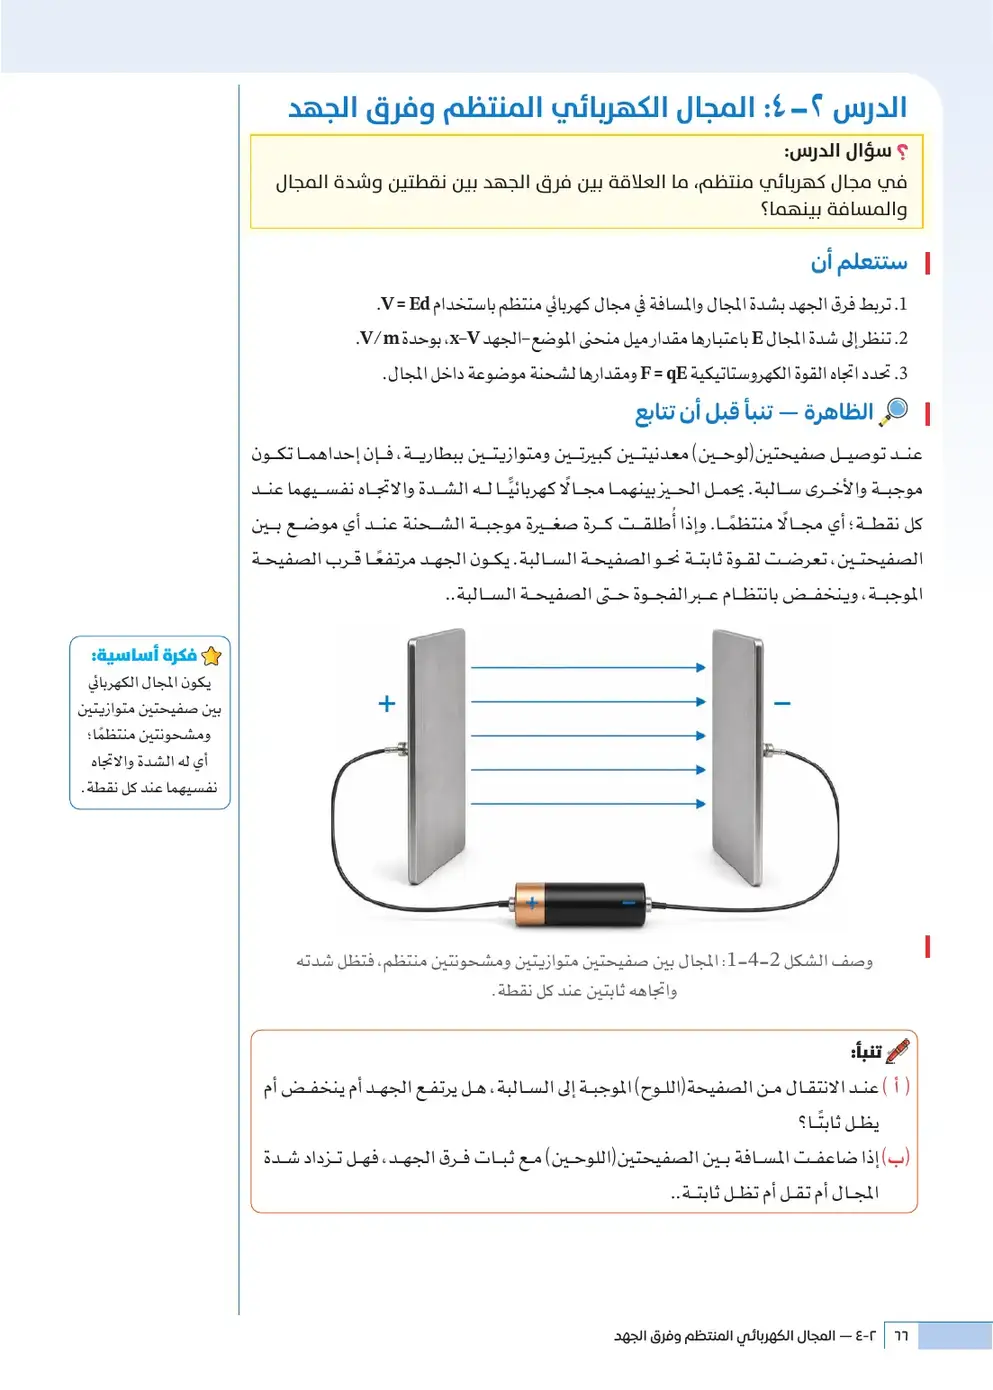 الدرس ٢-٤: المجال الكهربائي المنتظم وفرق الجهد
؟ سؤال الدرس:
في مجال كهربائي منتظم، ما العلاقة بين فرق الجهد بين نقطتين وشدة المجال
والمسافة بينهما؟
ستتعلم أن
1. تربط فرق الجهد بشدة المجال والمسافة في مجال كهربائي منتظم باستخدام V = Ed.
2. تنظر إلى شدة المجال E باعتبارها مقدار ميل منحنى الموضع-الجهد x-V، بوحدة V/m.
3. تحدد اتجاه القوة الكهروستاتيكية F = qE ومقدارها لشحنة موضوعة داخل المجال.
الظاهرة — تنبأ قبل أن تتابع
عند توصيل صفيحتين(لوحين) معدنيتين كبيرتين ومتوازيتين ببطارية، فإن إحداهما تكون
موجبة والأخرى سالبة. يحمل الحيز بينهما مجالًا كهربائيًّا له الشدة والاتجاه نفسيهما عند
كل نقطة؛ أي مجالًا منتظمًا. وإذا أُطلقت كرة صغيرة موجبة الشحنة عند أي موضع بين
الصفيحتين، تعرضت لقوة ثابتة نحو الصفيحة السالبة. يكون الجهد مرتفعًا قرب الصفيحة
الموجبة، وينخفض بانتظام عبر الفجوة حتى الصفيحة السالبة..
فكرة أساسية:
يكون المجال الكهربائي
بين صفيحتين متوازيتين
ومشحونتين منتظمًا؛
أي له الشدة والاتجاه
نفسيهما عند كل نقطة.
+
−
+
−
وصف الشكل 2-4-1: المجال بين صفيحتين متوازيتين ومشحونتين منتظم، فتظل شدته
واتجاهه ثابتين عند كل نقطة.
تنبأ:
(أ) عند الانتقال من الصفيحة(اللوح) الموجبة إلى السالبة، هل يرتفع الجهد أم ينخفض أم
يظل ثابتًا؟
(ب) إذا ضاعفت المسافة بين الصفيحتين(اللوحين) مع ثبات فرق الجهد، فهل تزداد شدة
المجال أم تقل أم تظل ثابتة..
٦٦
٢-٤ — المجال الكهربائي المنتظم وفرق الجهد